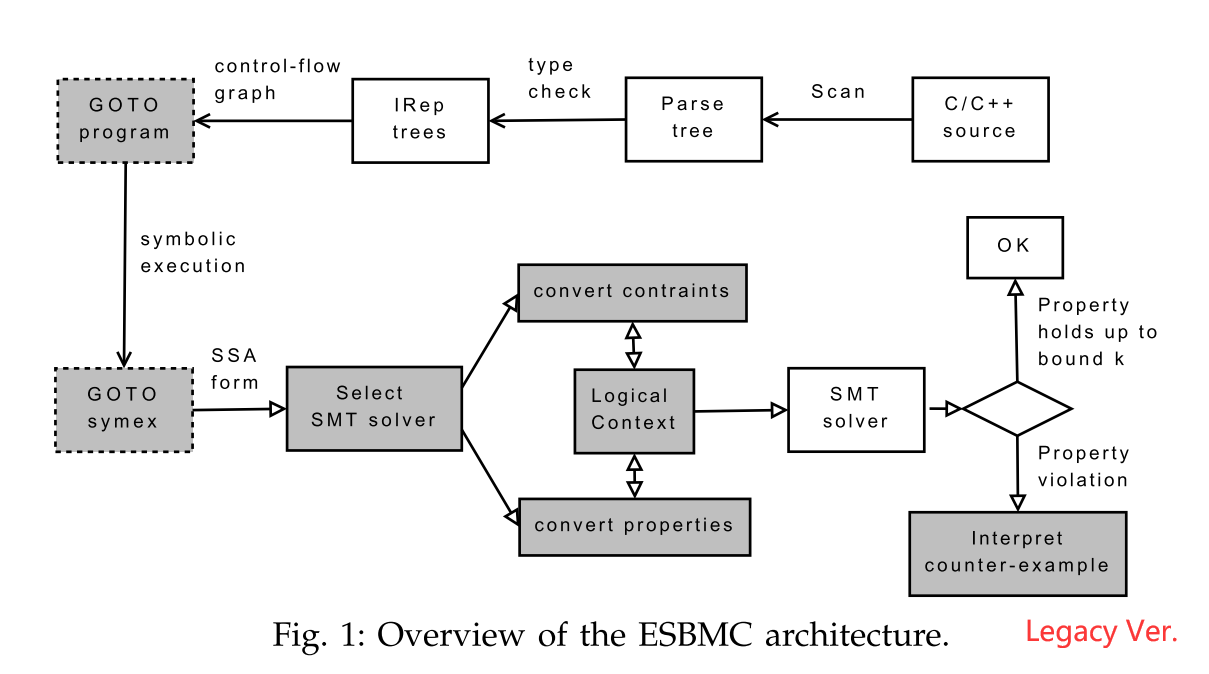 control-flow
graph
type
check
Scan
GOTO
program
IRep
trees
Parse
tree
C/C++
source
symbolic
execution
OK
convert contraints
Property
holds up to
bound k
SSA
form
GOTO
symex
Select
SMT solver
Logical
Context
SMT
solver
Property
violation
convert properties
Interpret
counter-example
Fig. 1: Overview of the ESBMC architecture.
Legacy Ver.